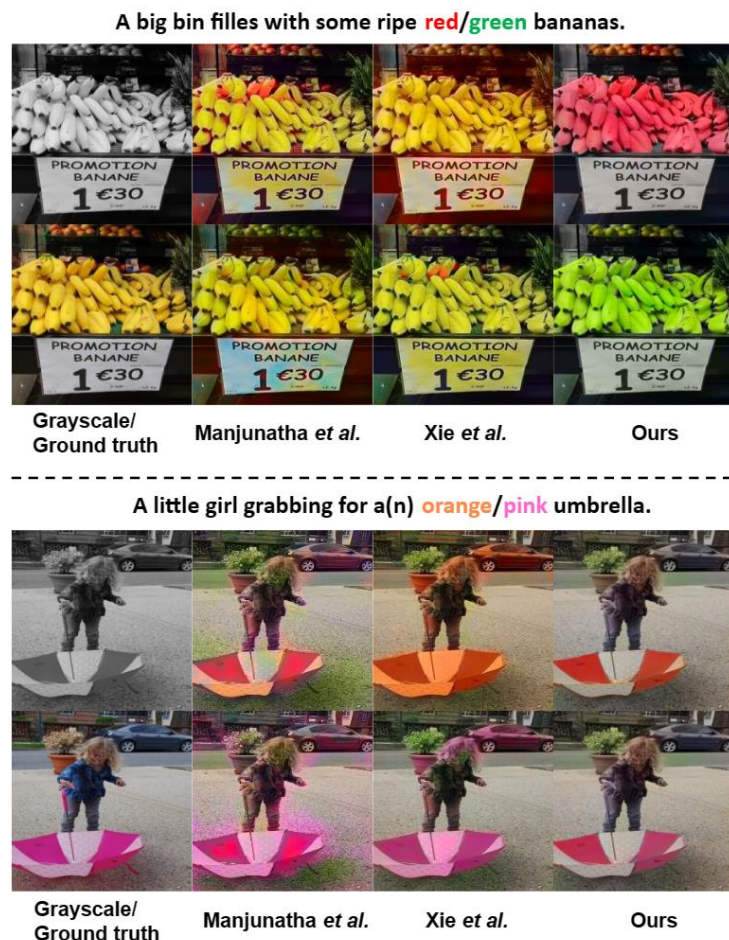 A big bin filles with some ripe red/green bananas.
PROMOTION PROMOTION PROMOTION PROMOTION
BANANE BANANE BANANE BANANE
1 €30 1 €30 1 €30 1 €30
PROMOTION PROMOTION PROMOTION PROMOTION
BANANE BANANE BANANE BANANE
1 €30 1 €30 1 €30 1 €30
Grayscale/
Ground truth Manjunatha et al. Xie et al. Ours
A little girl grabbing for a(n) orange/pink umbrella.
Grayscale/
Ground truth Manjunatha et al. Xie et al. Ours